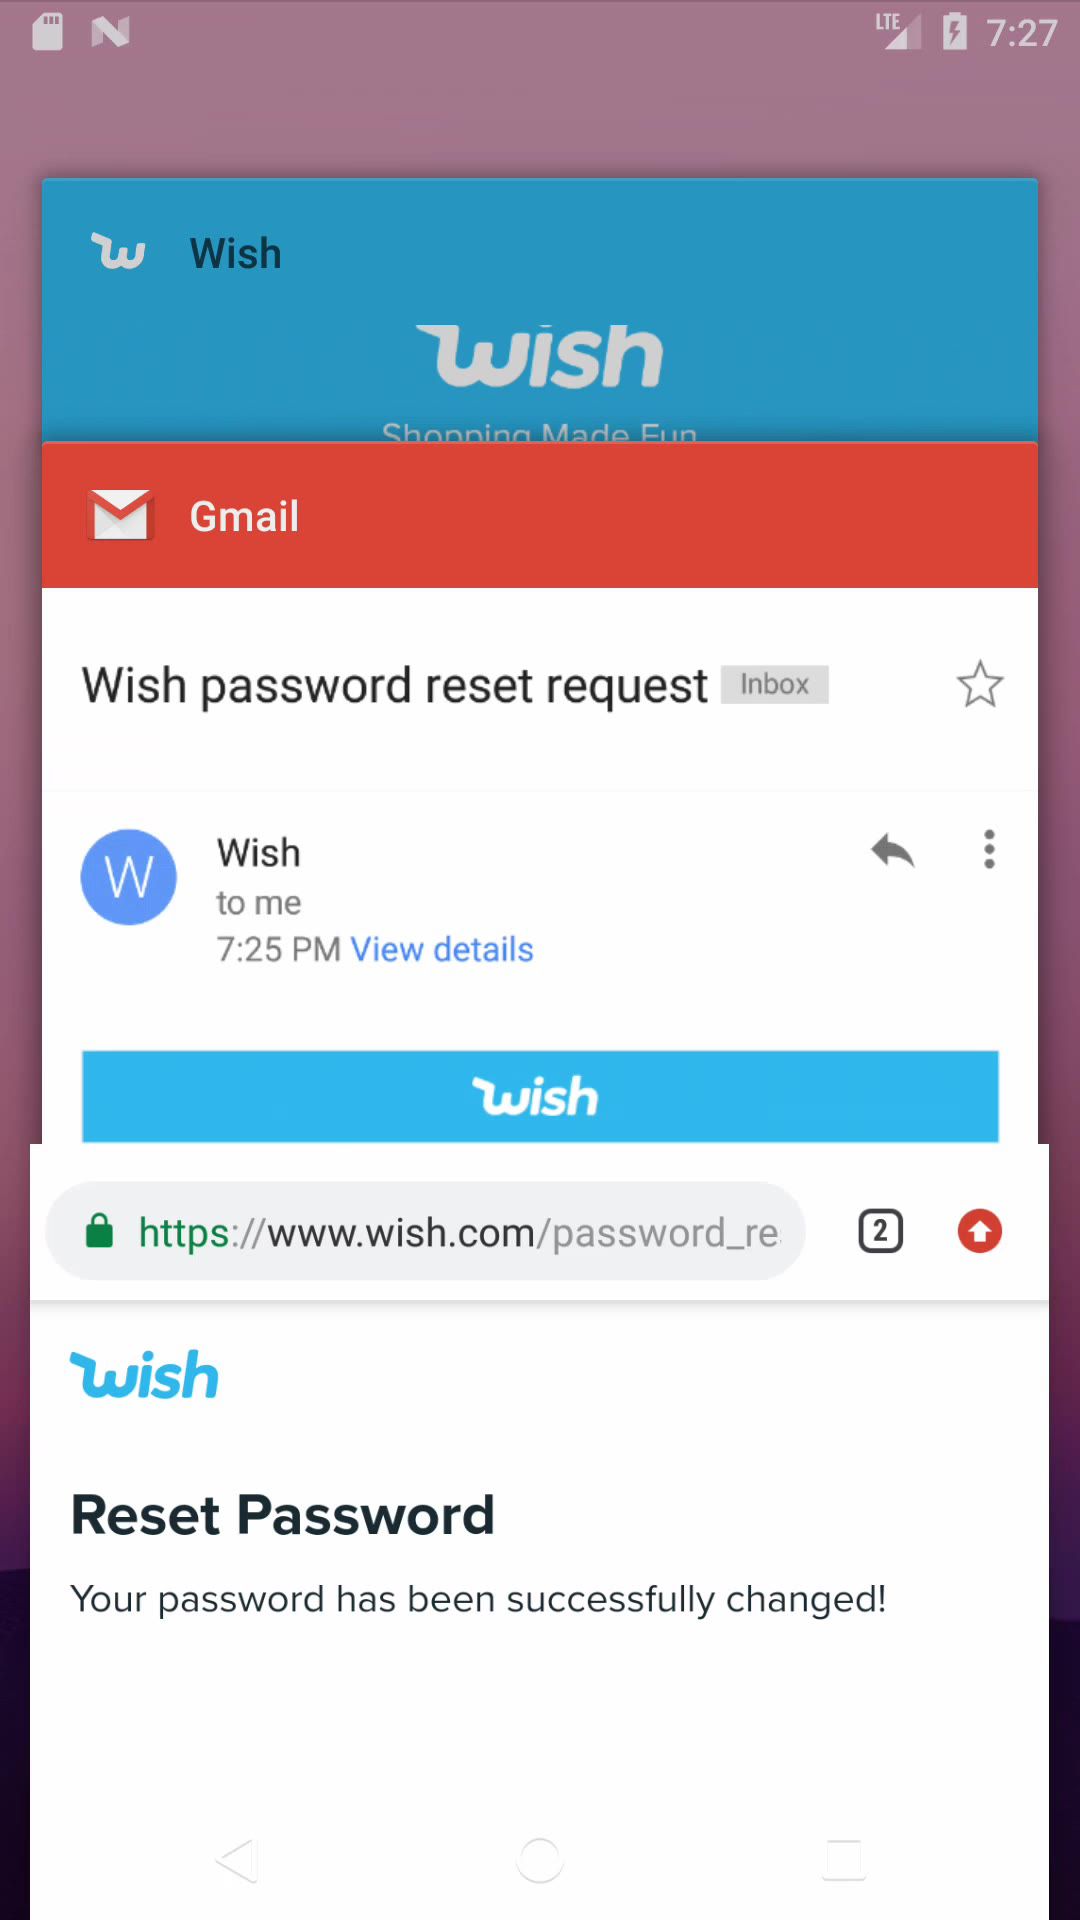 LTE 7:27
Wish
wish
Shopping Made Fun
Gmail
Wish password reset request Inbox
W Wish
to me
7:25 PM View details
wish
https://www.wish.com/password_re 2
wish
Reset Password
Your password has been successfully changed!